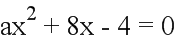 ax² + 8x - 4 = 0